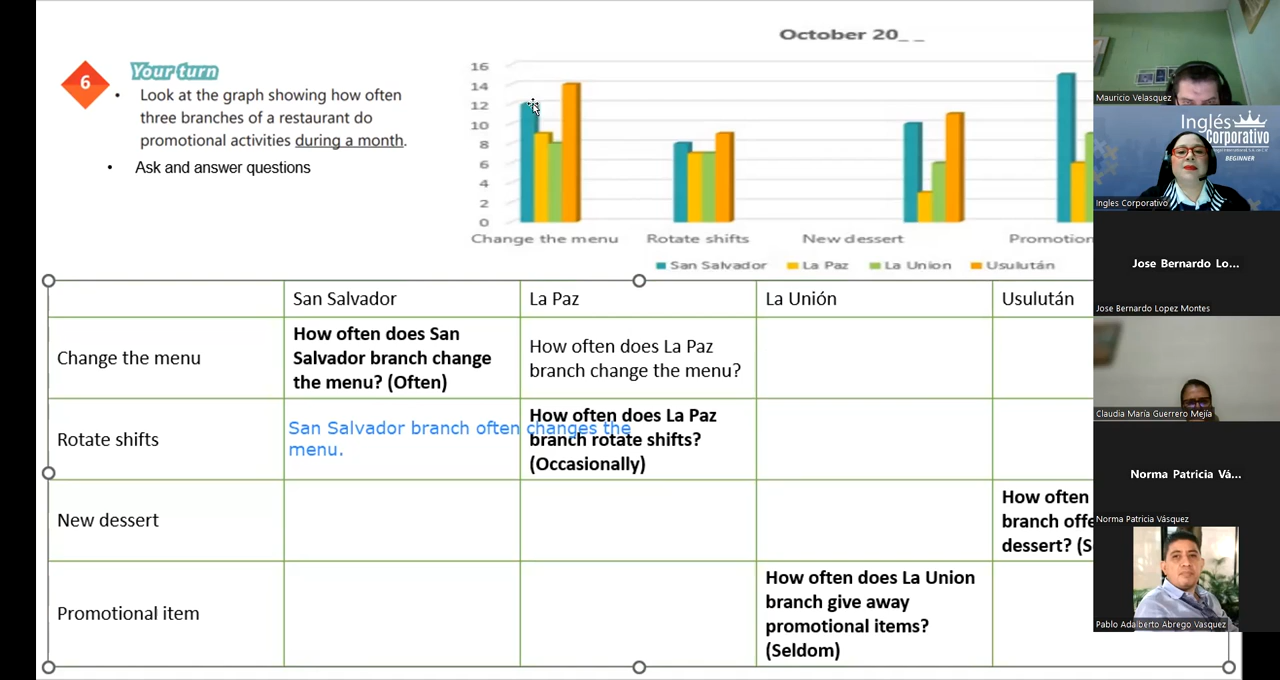 October 20_ _
6
Your turn
• Look at the graph showing how often
three branches of a restaurant do
promotional activities during a month.
• Ask and answer questions
16
14
12
10
8
6
4
2
0
Change the menu Rotate shifts New dessert Promotion
San Salvador La Paz La Union Usulután
San Salvador La Paz La Unión Usulután
Change the menu
How often does San
Salvador branch change
the menu? (Often)
How often does La Paz
branch change the menu?
Rotate shifts
San Salvador branch often changes the
menu.
How often does La Paz
branch rotate shifts?
(Occasionally)
New dessert
How often
branch offe
dessert? (S
Promotional item
How often does La Union
branch give away
promotional items?
(Seldom)
Mauricio Velasquez
Inglés
Corporativo
BEGINNER
Ingles Corporativo
Jose Bernardo Lo...
Jose Bernardo Lopez Montes
Claudia María Guerrero Mejía
Norma Patricia Vá...
Norma Patricia Vásquez
Pablo Adalberto Abrego Vasquez